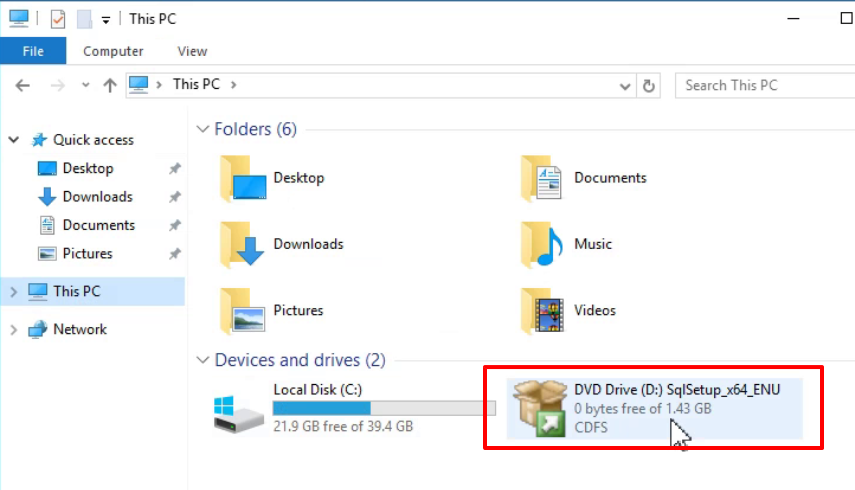 This PC
File
Computer
View
This PC
Search This PC
Quick access
Desktop
Downloads
Documents
Pictures
This PC
Network
Folders (6)
Desktop
Documents
Downloads
Music
Pictures
Videos
Devices and drives (2)
Local Disk (C:)
21.9 GB free of 39.4 GB
DVD Drive (D:) SqlSetup_x64_ENU
0 bytes free of 1.43 GB
CDFS